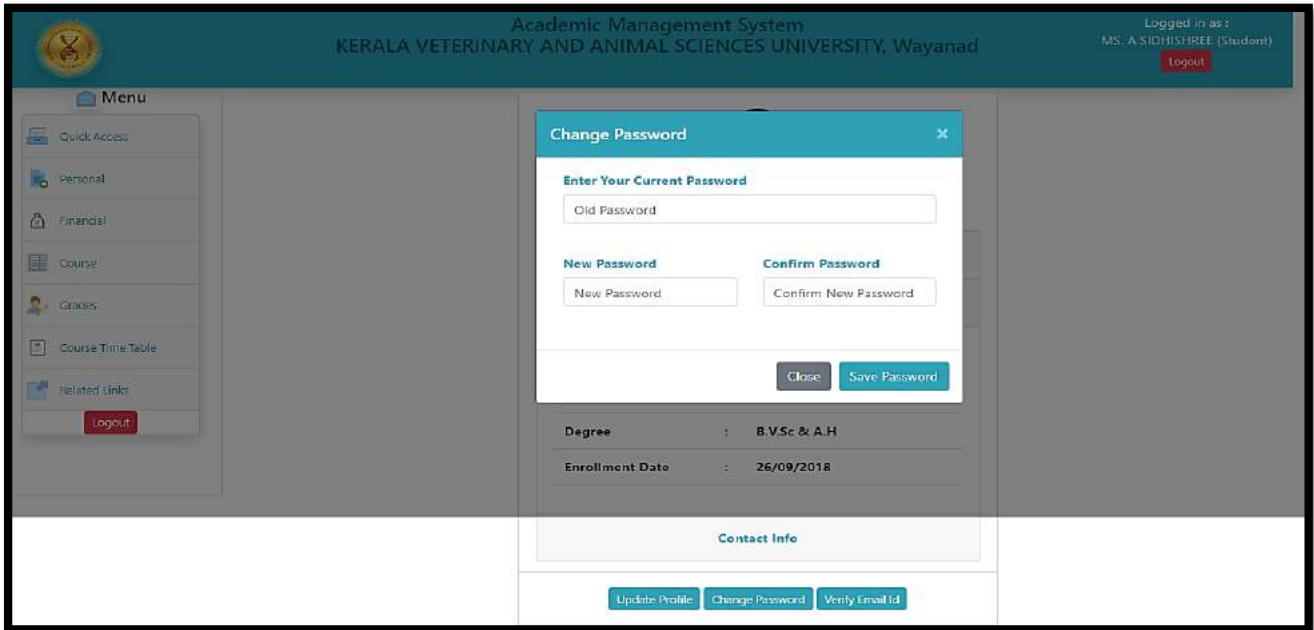 Academic Management System
KERALA VETERINARY AND ANIMAL SCIENCES UNIVERSITY, Wayanad
Logged in as :
MS. A SIDHISHREE (Student)
Logout
Menu
Quick Access
Personal
Financial
Course
Grades
Course Time Table
Related Links
Logout
Change Password ×
Enter Your Current Password
Old Password
New Password Confirm Password
New Password Confirm New Password
Close Save Password
Degree : B.V.Sc & A.H
Enrollment Date : 26/09/2018
Contact Info
Update Profile Change Password Verify Email Id